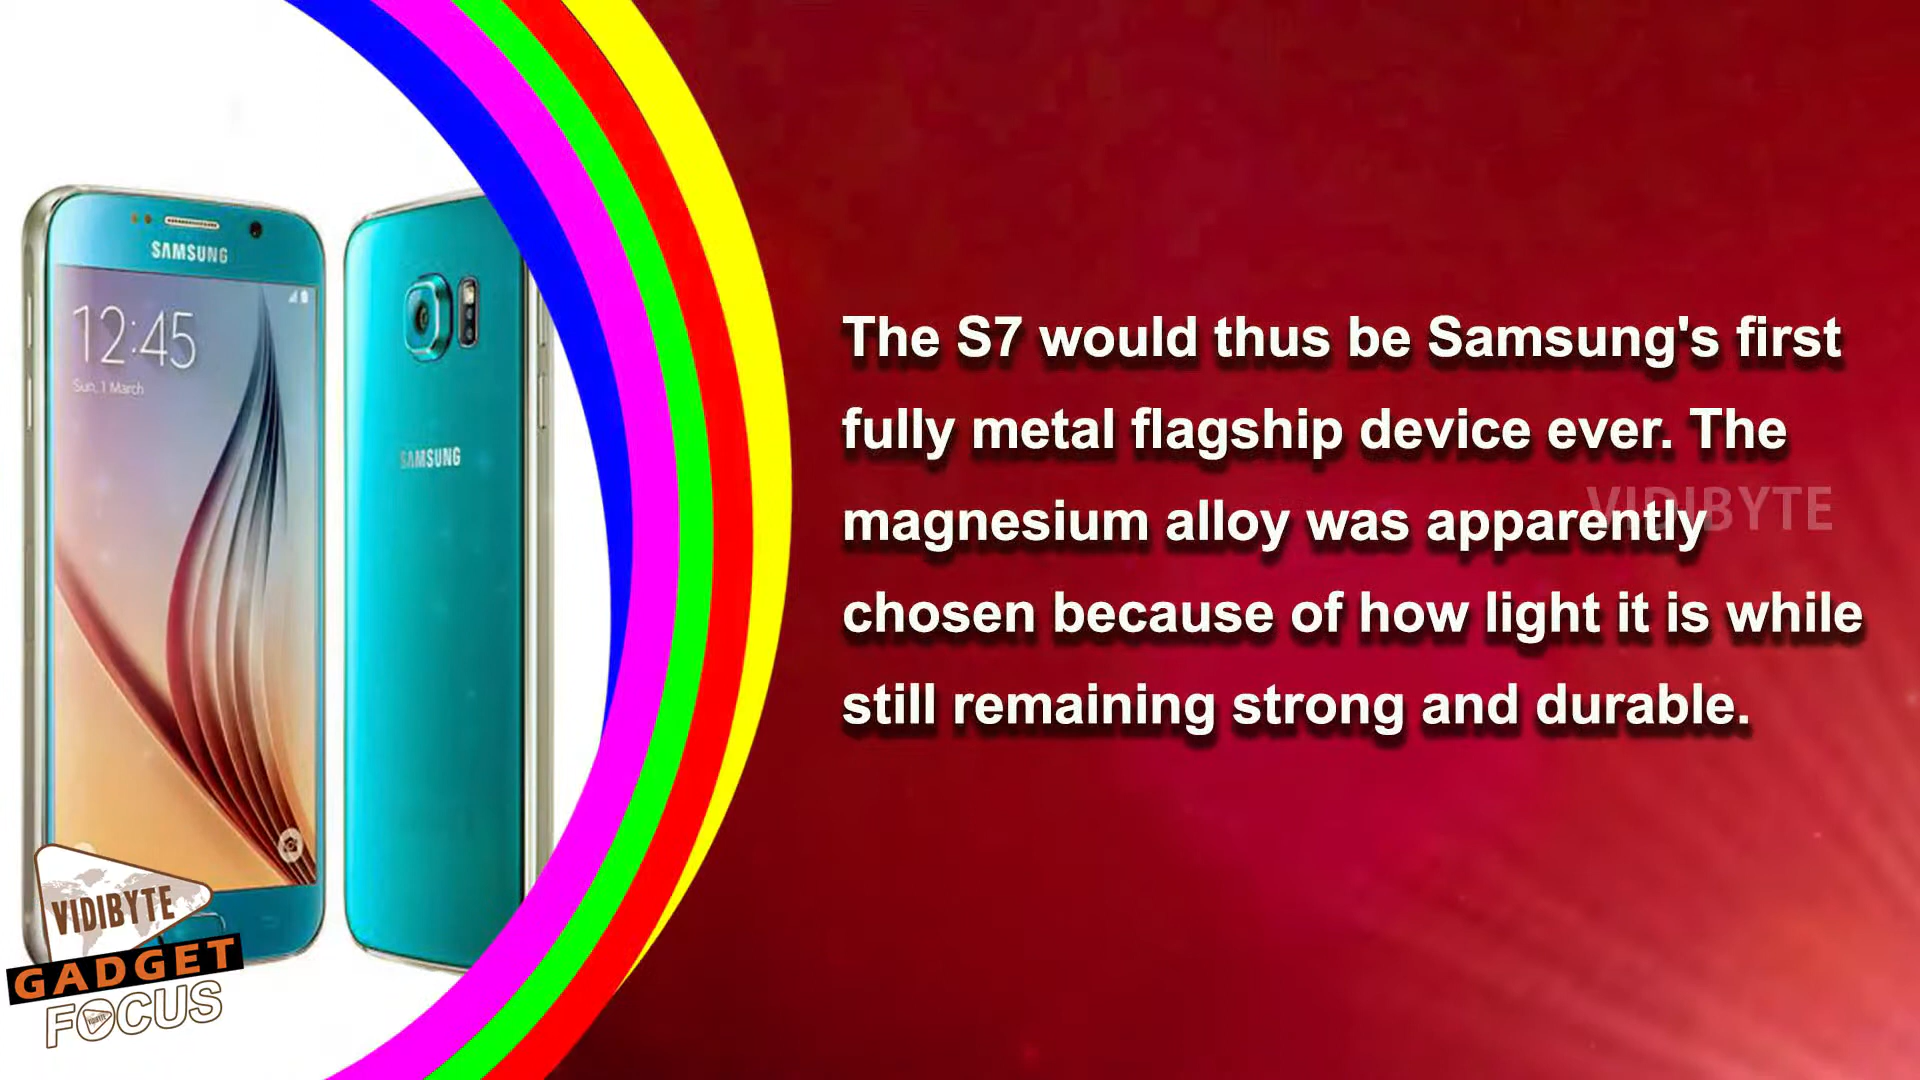 SAMSUNG
12:45
Sun, 1 March
SAMSUNG
The S7 would thus be Samsung's first
fully metal flagship device ever. The
magnesium alloy was apparently
chosen because of how light it is while
still remaining strong and durable.
VIDIBYTE
VIDIBYTE
GADGET
FOCUS